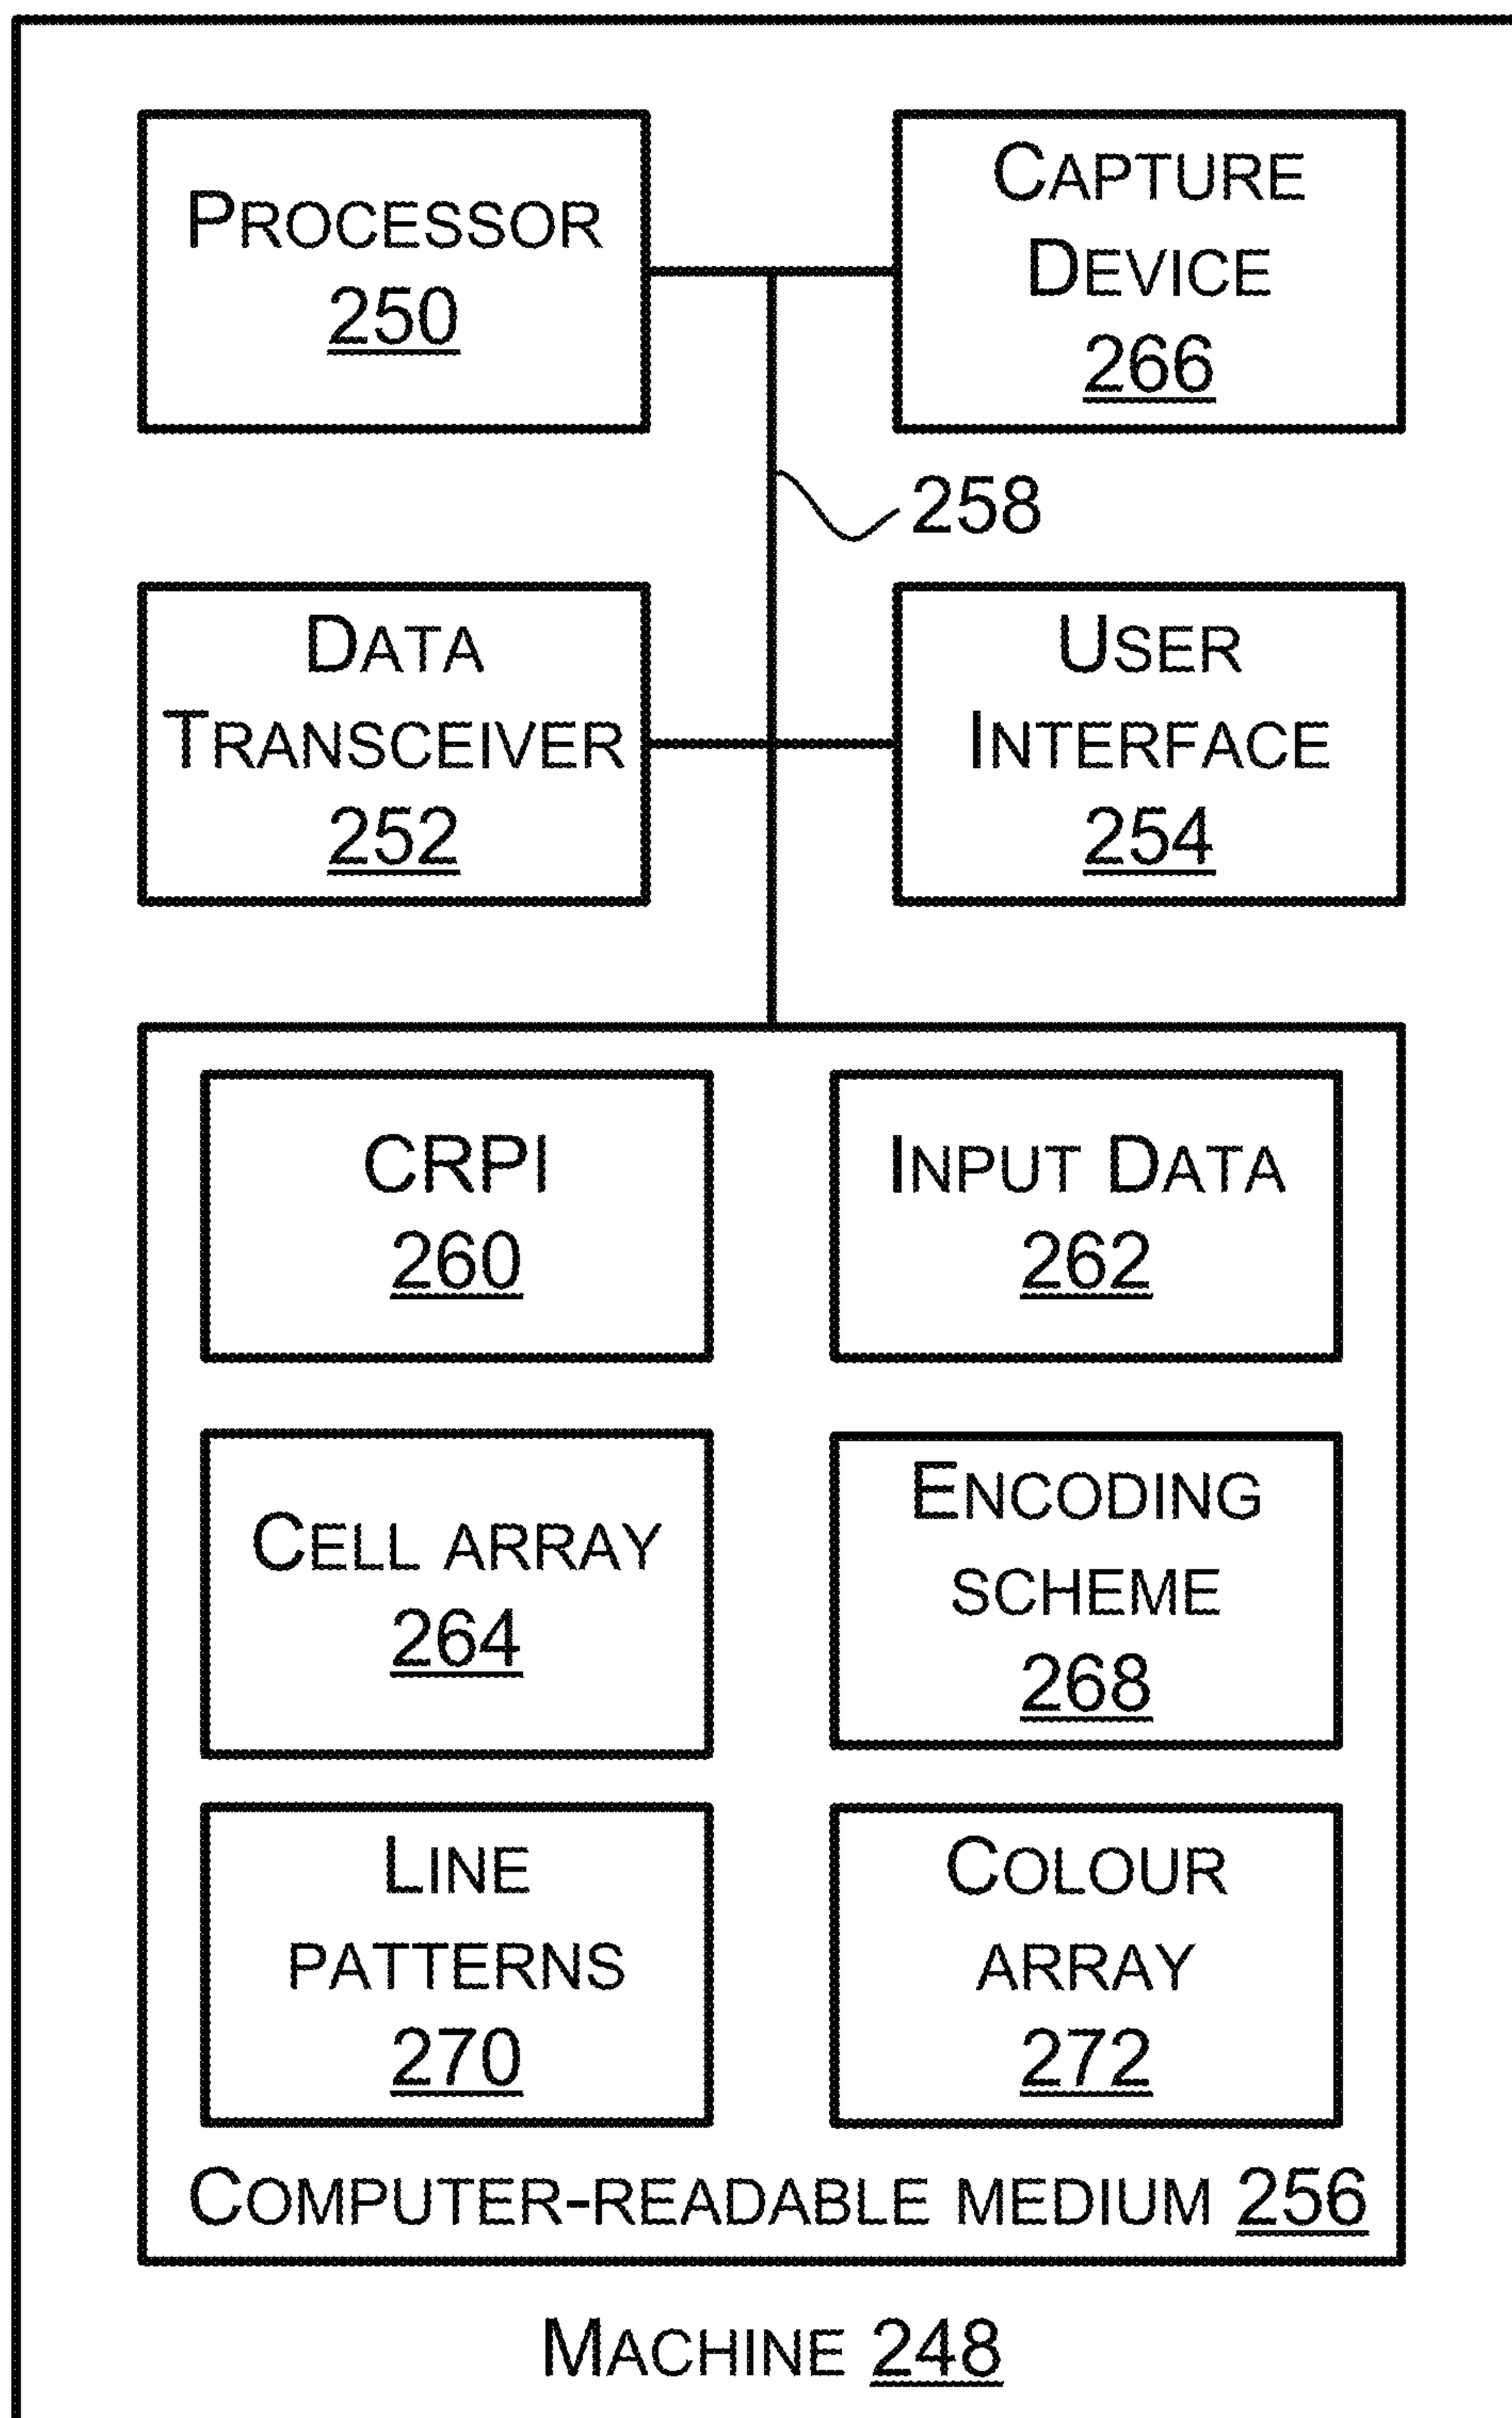 PROCESSOR
250
CAPTURE
DEVICE
266
258
DATA
TRANSCEIVER
252
USER
INTERFACE
254
CRPI
260
INPUT DATA
262
CELL ARRAY
264
ENCODING
SCHEME
268
LINE
PATTERNS
270
COLOUR
ARRAY
272
COMPUTER-READABLE MEDIUM 256
MACHINE 248